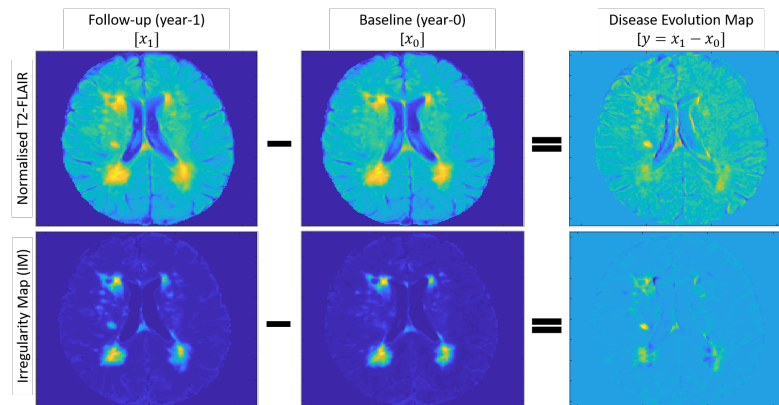 Follow-up (year-1)
[x₁]
Baseline (year-0)
[x₀]
Disease Evolution Map
[y = x₁ − x₀]
Normalised T2-FLAIR
Irregularity Map (IM)